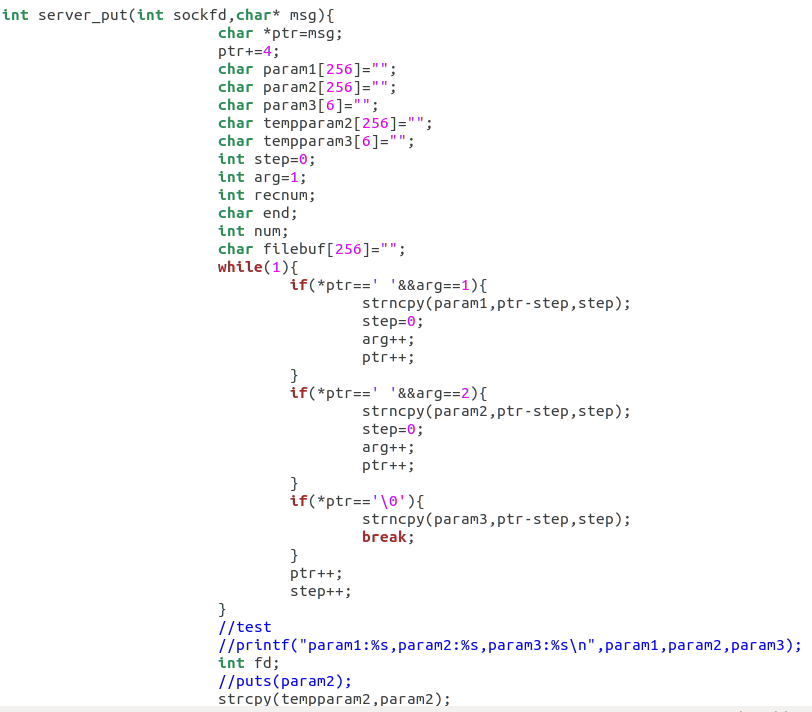 int server_put(int sockfd,char* msg){
char *ptr=msg;
ptr+=4;
char param1[256]="";
char param2[256]="";
char param3[6]="";
char tempparam2[256]="";
char tempparam3[6]="";
int step=0;
int arg=1;
int recnum;
char end;
int num;
char filebuf[256]="";
while(1){
if(*ptr==' '&&arg==1){
strncpy(param1,ptr-step,step);
step=0;
arg++;
ptr++;
}
if(*ptr==' '&&arg==2){
strncpy(param2,ptr-step,step);
step=0;
arg++;
ptr++;
}
if(*ptr=='\0'){
strncpy(param3,ptr-step,step);
break;
}
ptr++;
step++;
}
//test
//printf("param1:%s,param2:%s,param3:%s\n",param1,param2,param3);
int fd;
//puts(param2);
strcpy(tempparam2,param2);